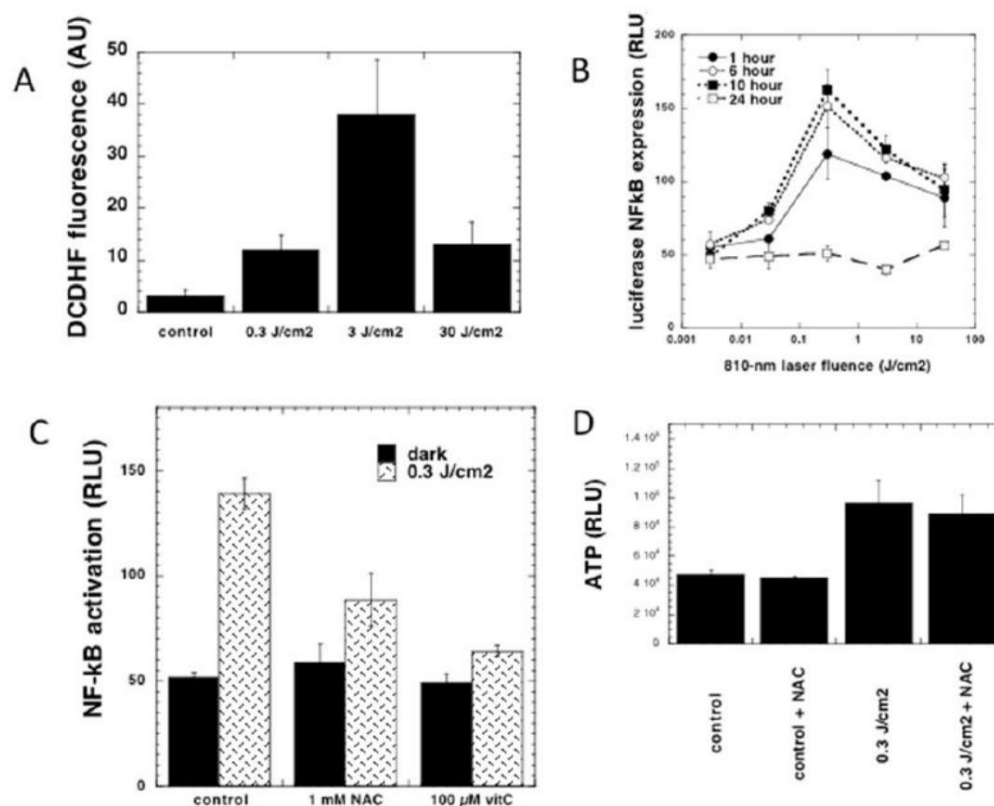 A
DCDHF fluorescence (AU)
50
40
30
20
10
0
control 0.3 J/cm2 3 J/cm2 30 J/cm2
B
luciferase NFkB expression (RLU
200
150
100
50
0
1 hour
6 hour
10 hour
24 hour
0.001 0.01 0.1 1 10 100
810-nm laser fluence (J/cm2)
C
NF-kB activation (RLU)
150
100
50
0
dark
0.3 J/cm2
control 1 mM NAC 100 µM vitC
D
ATP (RLU)
0
control
control + NAC
0.3 J/cm2
0.3 J/cm2 + NAC